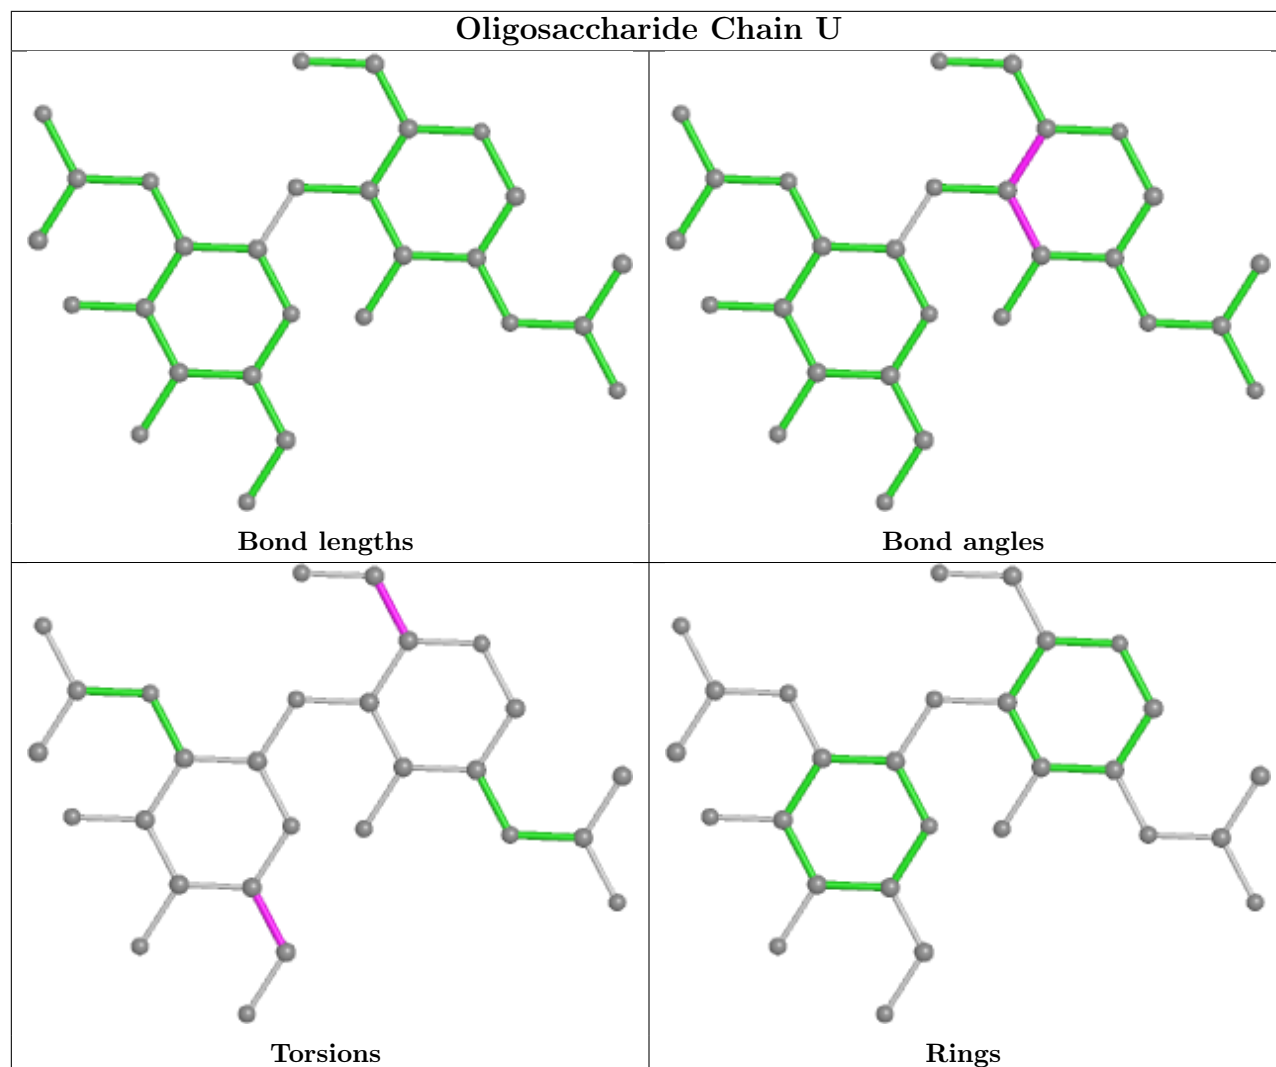 Oligosaccharide Chain U
Bond lengths
Bond angles
Torsions
Rings